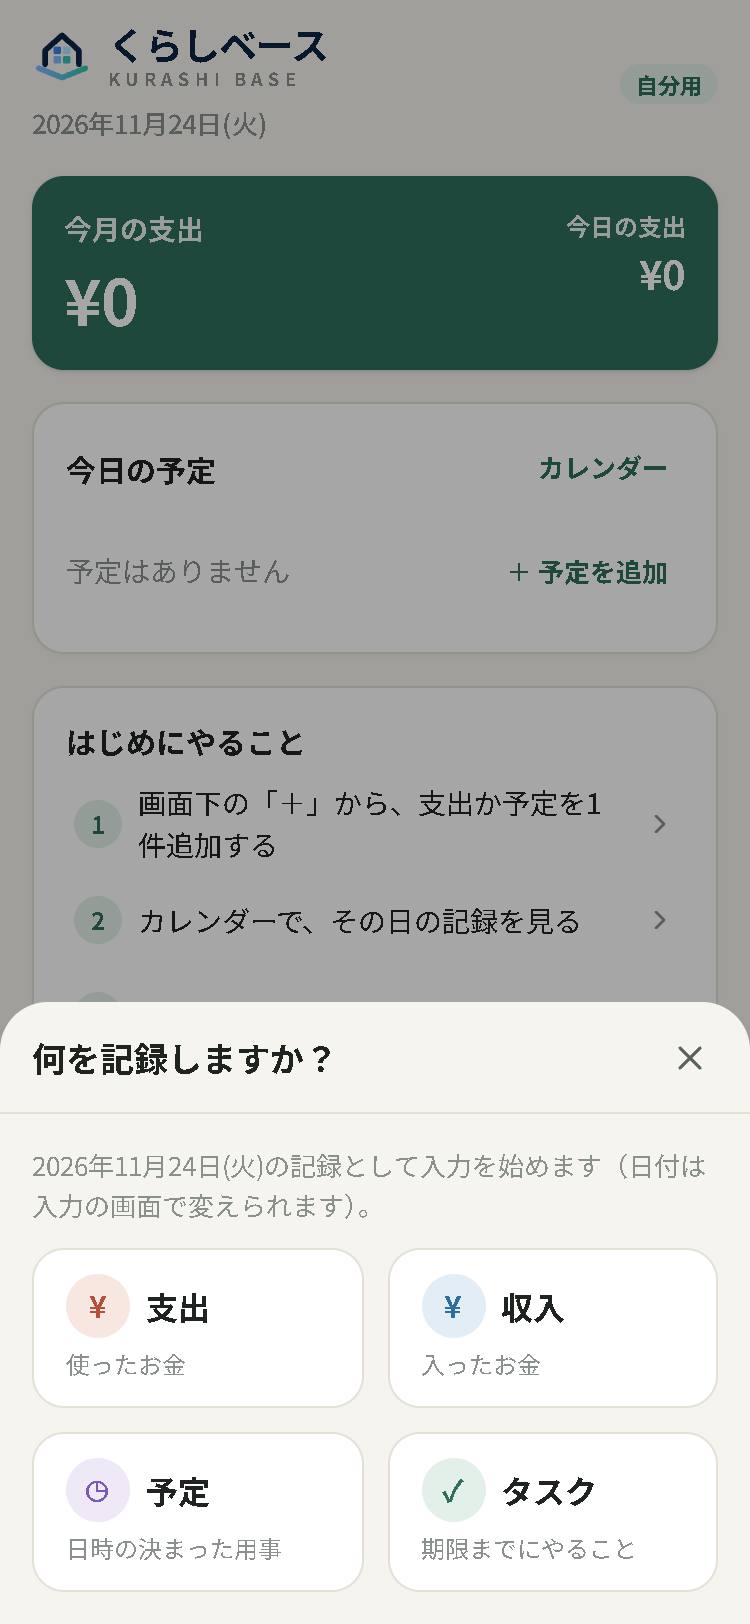 くらしベース
KURASHI BASE
自分用
2026年11月24日(火)
今月の支出
今日の支出
¥0
¥0
今日の予定
カレンダー
予定はありません
＋ 予定を追加
はじめにやること
1
画面下の「＋」から、支出か予定を1
件追加する
2
カレンダーで、その日の記録を見る
何を記録しますか？
2026年11月24日(火)の記録として入力を始めます（日付は
入力の画面で変えられます）。
¥ 支出
使ったお金
¥ 収入
入ったお金
予定
日時の決まった用事
✓ タスク
期限までにやること